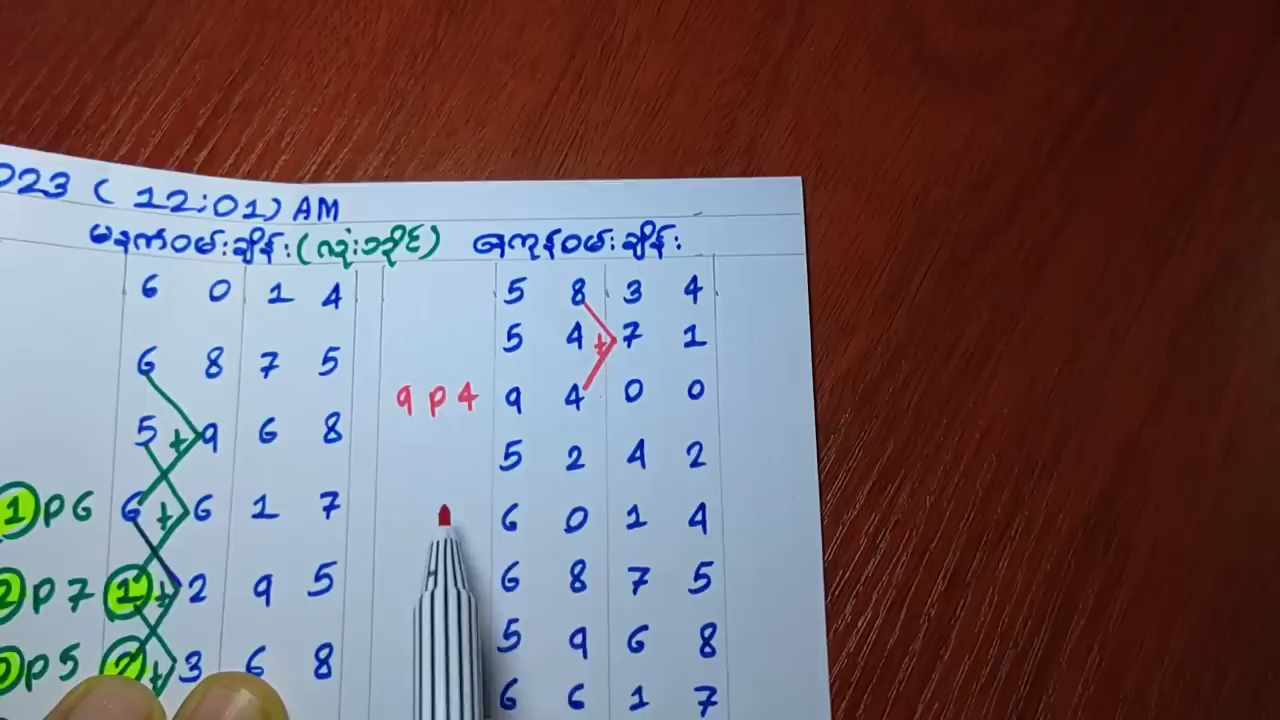 023 ( 12:01) AM
မနက်ဝမ်းချိန်း (လုံးဘိုင်) ရကုန်ဝမ်းချိန်း
6 0 1 4 5 8 3 4
6 8 7 5 5 4 + 7 1
5 + 9 6 8 9 P 4 9 4 0 0
5 2 4 2
1 P 6 6 + 6 1 7 6 0 1 4
2 P 7 1 + 2 9 5 6 8 7 5
P 5 2 + 3 6 8 5 9 6 8
6 6 1 7